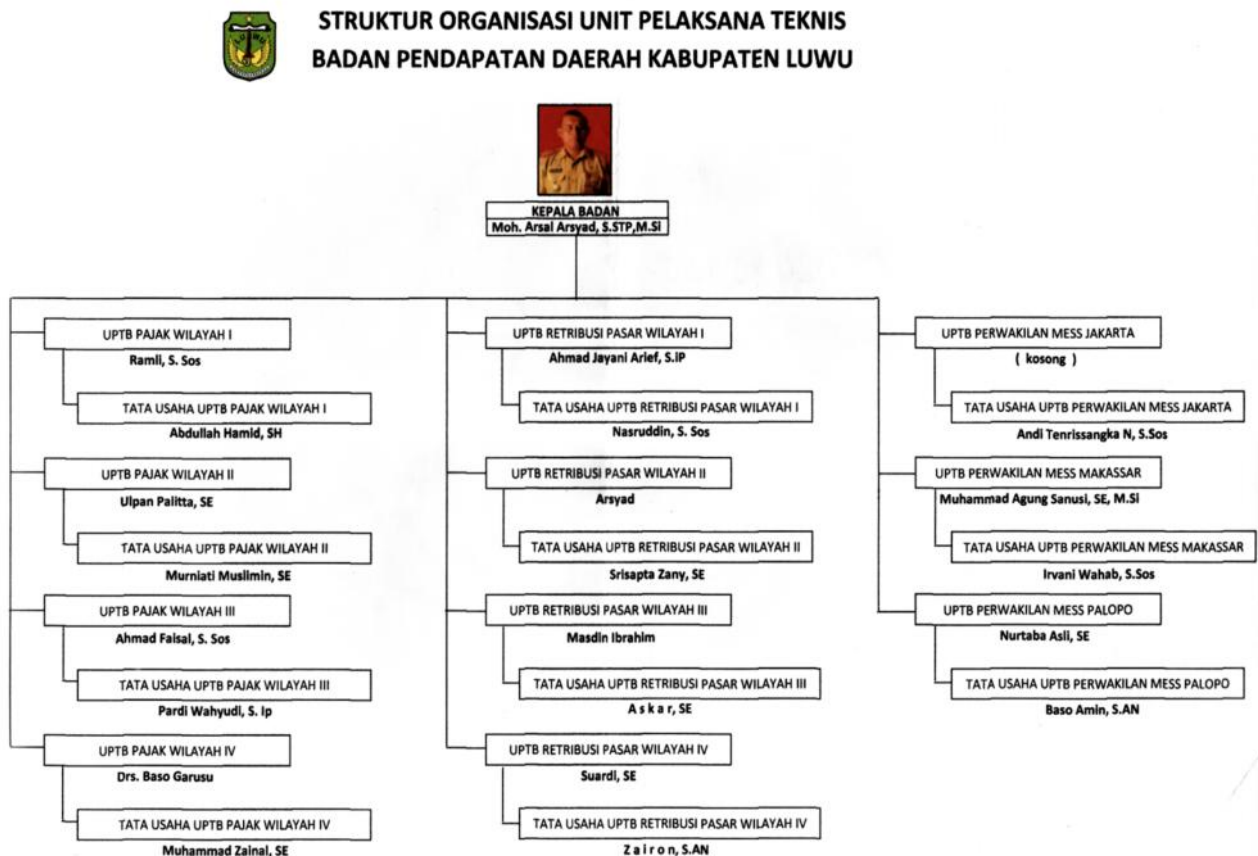 STRUKTUR ORGANISASI UNIT PELAKSANA TEKNIS
BADAN PENDAPATAN DAERAH KABUPATEN LUWU
LUWU
KEPALA BADAN
Moh. Arsal Arsyad, S.STP,M.Si
UPTB PAJAK WILAYAH I
Ramli, S. Sos
TATA USAHA UPTB PAJAK WILAYAH I
Abdullah Hamid, SH
UPTB PAJAK WILAYAH II
Ulpan Palitta, SE
TATA USAHA UPTB PAJAK WILAYAH II
Murniati Muslimin, SE
UPTB PAJAK WILAYAH III
Ahmad Faisal, S. Sos
TATA USAHA UPTB PAJAK WILAYAH III
Pardi Wahyudi, S. Ip
UPTB PAJAK WILAYAH IV
Drs. Baso Garusu
TATA USAHA UPTB PAJAK WILAYAH IV
Muhammad Zainal, SE
UPTB RETRIBUSI PASAR WILAYAH I
Ahmad Jayani Arief, S.IP
TATA USAHA UPTB RETRIBUSI PASAR WILAYAH I
Nasruddin, S. Sos
UPTB RETRIBUSI PASAR WILAYAH II
Arsyad
TATA USAHA UPTB RETRIBUSI PASAR WILAYAH II
Srisapta Zany, SE
UPTB RETRIBUSI PASAR WILAYAH III
Masdin Ibrahim
TATA USAHA UPTB RETRIBUSI PASAR WILAYAH III
A s k a r, SE
UPTB RETRIBUSI PASAR WILAYAH IV
Suardi, SE
TATA USAHA UPTB RETRIBUSI PASAR WILAYAH IV
Z a i r o n, S.AN
UPTB PERWAKILAN MESS JAKARTA
( kosong )
TATA USAHA UPTB PERWAKILAN MESS JAKARTA
Andi Tenrissangka N, S.Sos
UPTB PERWAKILAN MESS MAKASSAR
Muhammad Agung Sanusi, SE, M.Si
TATA USAHA UPTB PERWAKILAN MESS MAKASSAR
Irvani Wahab, S.Sos
UPTB PERWAKILAN MESS PALOPO
Nurtaba Asli, SE
TATA USAHA UPTB PERWAKILAN MESS PALOPO
Baso Amin, S.AN